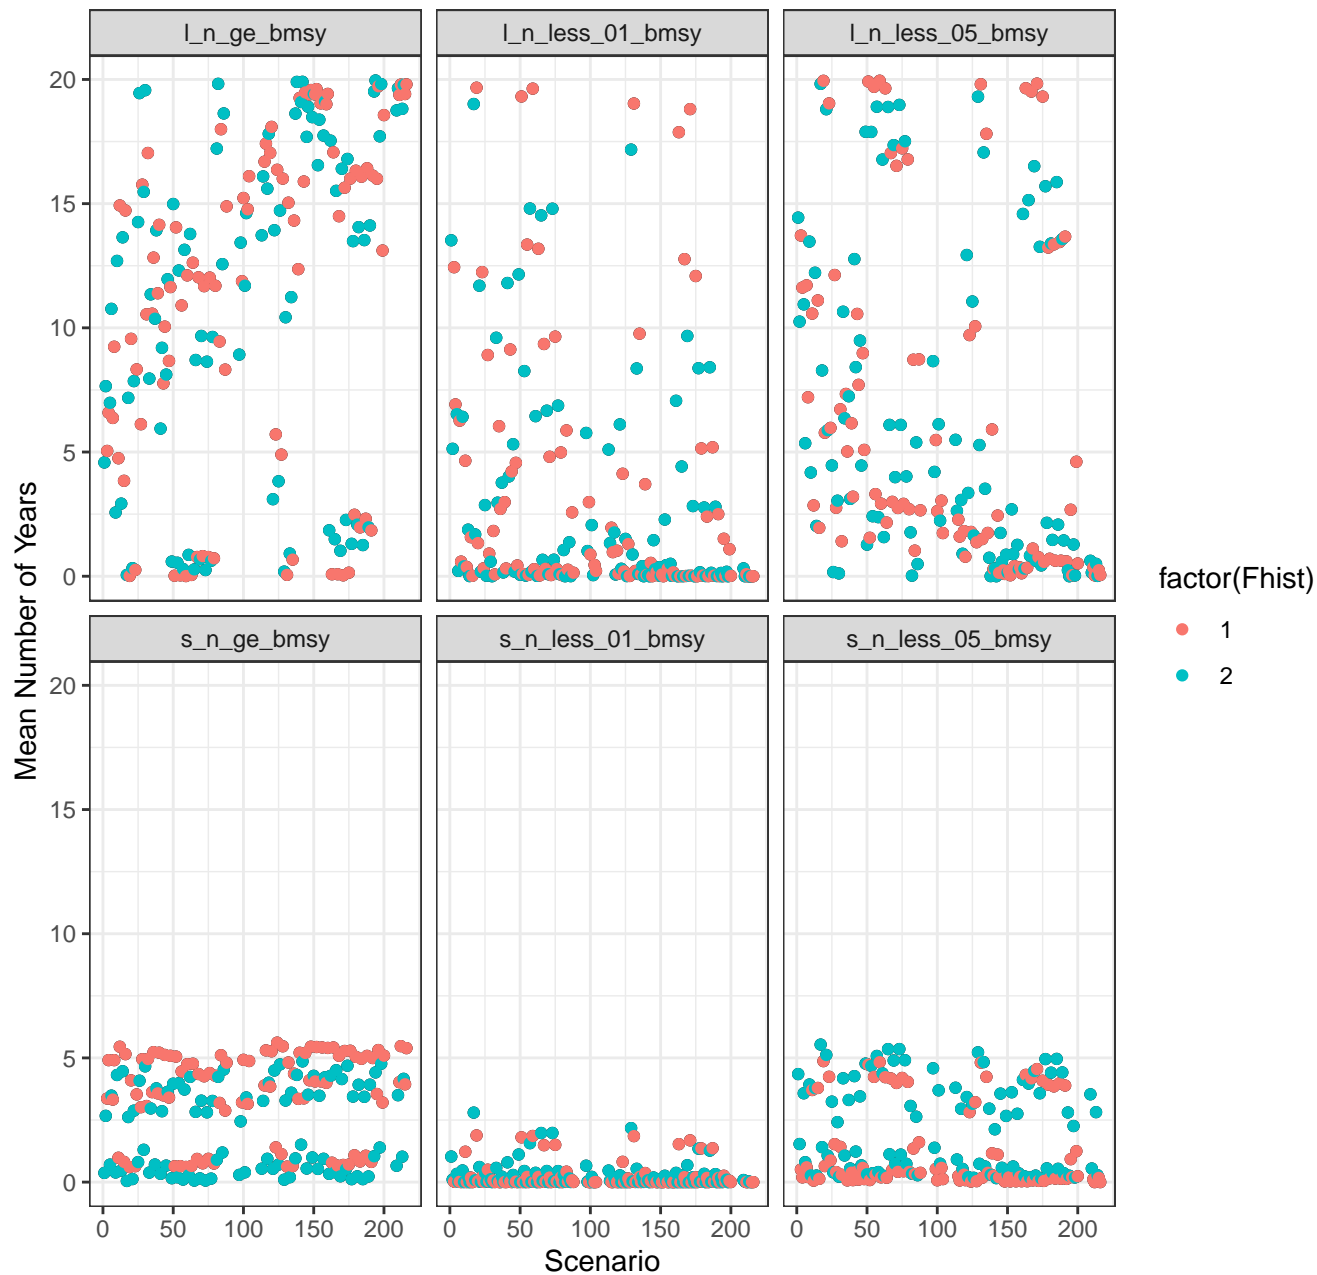 l_n_ge_bmsy
l_n_less_01_bmsy
l_n_less_05_bmsy
20
15
10
5
0
s_n_ge_bmsy
s_n_less_01_bmsy
s_n_less_05_bmsy
20
15
10
5
0
0 50 100 150 200
0 50 100 150 200
0 50 100 150 200
Scenario
Mean Number of Years
factor(Fhist)
1
2